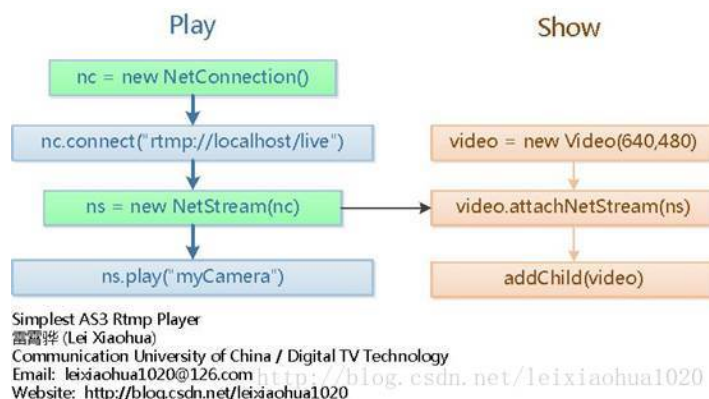 Play
nc = new NetConnection()
nc.connect("rtmp://localhost/live")
ns = new NetStream(nc)
ns.play("myCamera")
Show
video = new Video(640,480)
video.attachNetStream(ns)
addChild(video)
Simplest AS3 Rtmp Player
雷霄骅 (Lei Xiaohua)
Communication University of China / Digital TV Technology
Email: leixiaohua1020@126.com
Website: http://blog.csdn.net/leixiaohua1020
http://blog.csdn.net/leixiaohua1020